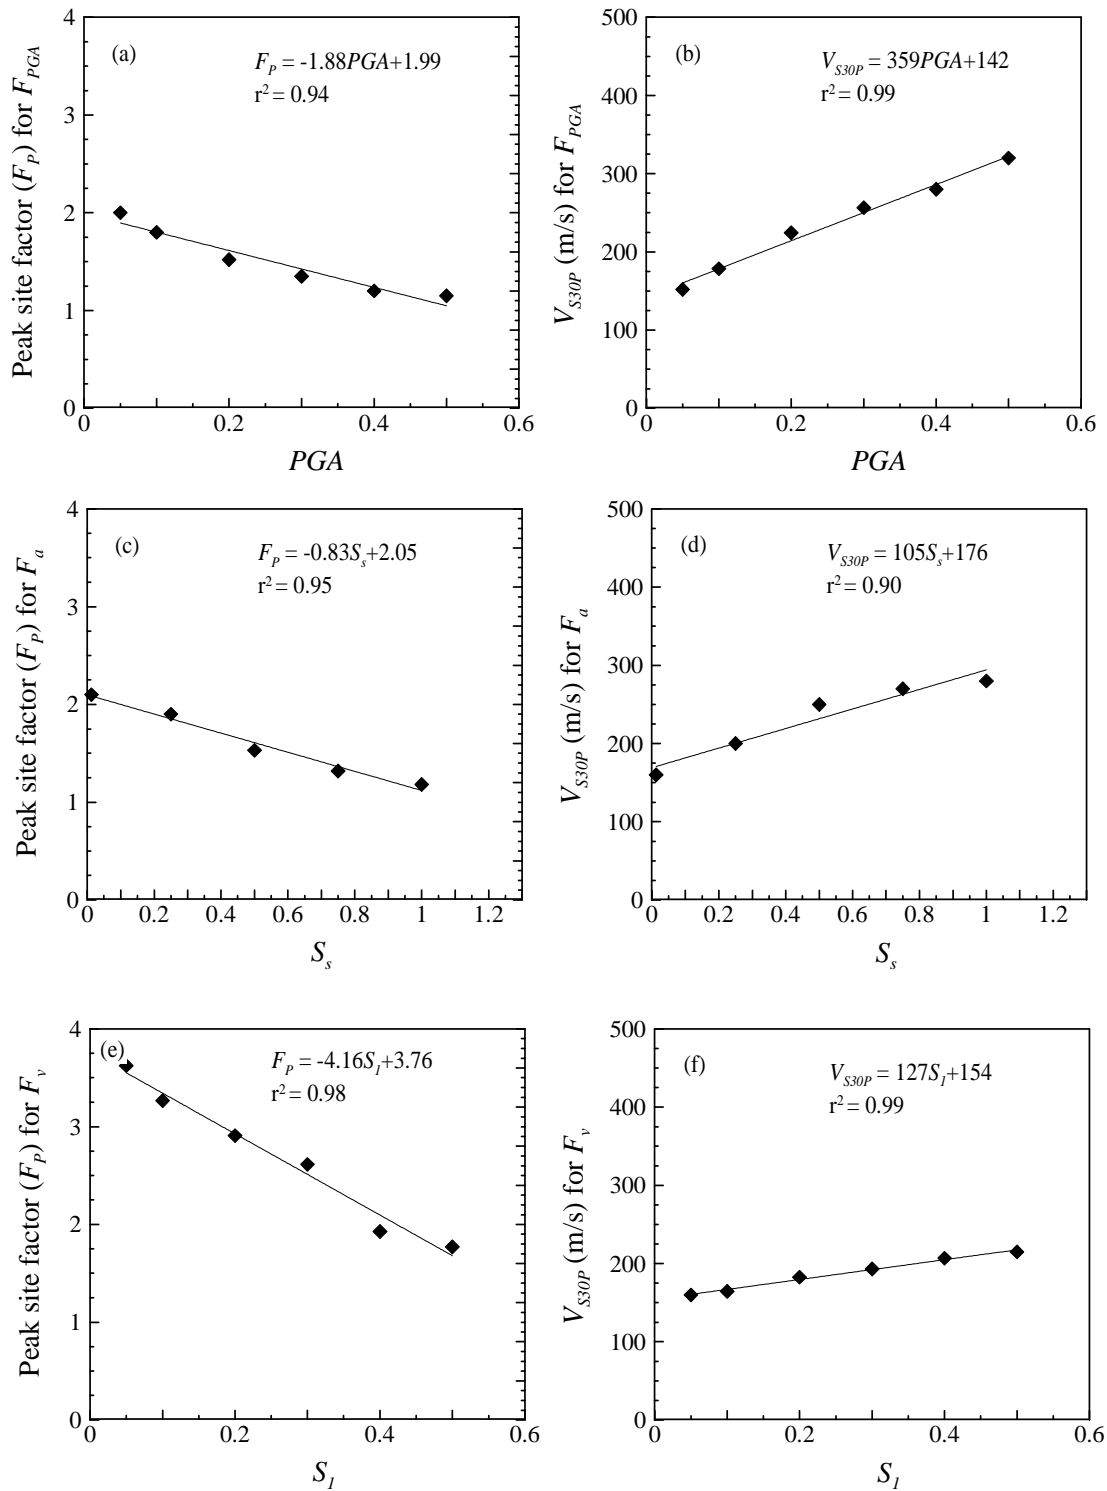 (a)
F_P = -1.88PGA+1.99
r² = 0.94
Peak site factor (F_P) for F_PGA
4
3
2
1
0
0 0.2 0.4 0.6
PGA
(b)
V_S30P = 359PGA+142
r² = 0.99
V_S30P (m/s) for F_PGA
500
400
300
200
100
0
0 0.2 0.4 0.6
PGA
(c)
F_P = -0.83S_s+2.05
r² = 0.95
Peak site factor (F_P) for F_a
4
3
2
1
0
0 0.2 0.4 0.6 0.8 1 1.2
S_s
(d)
V_S30P = 105S_s+176
r² = 0.90
V_S30P (m/s) for F_a
500
400
300
200
100
0
0 0.2 0.4 0.6 0.8 1 1.2
S_s
(e)
F_P = -4.16S_1+3.76
r² = 0.98
Peak site factor (F_P) for F_v
4
3
2
1
0
0 0.2 0.4 0.6
S_1
(f)
V_S30P = 127S_1+154
r² = 0.99
V_S30P (m/s) for F_v
500
400
300
200
100
0
0 0.2 0.4 0.6
S_1